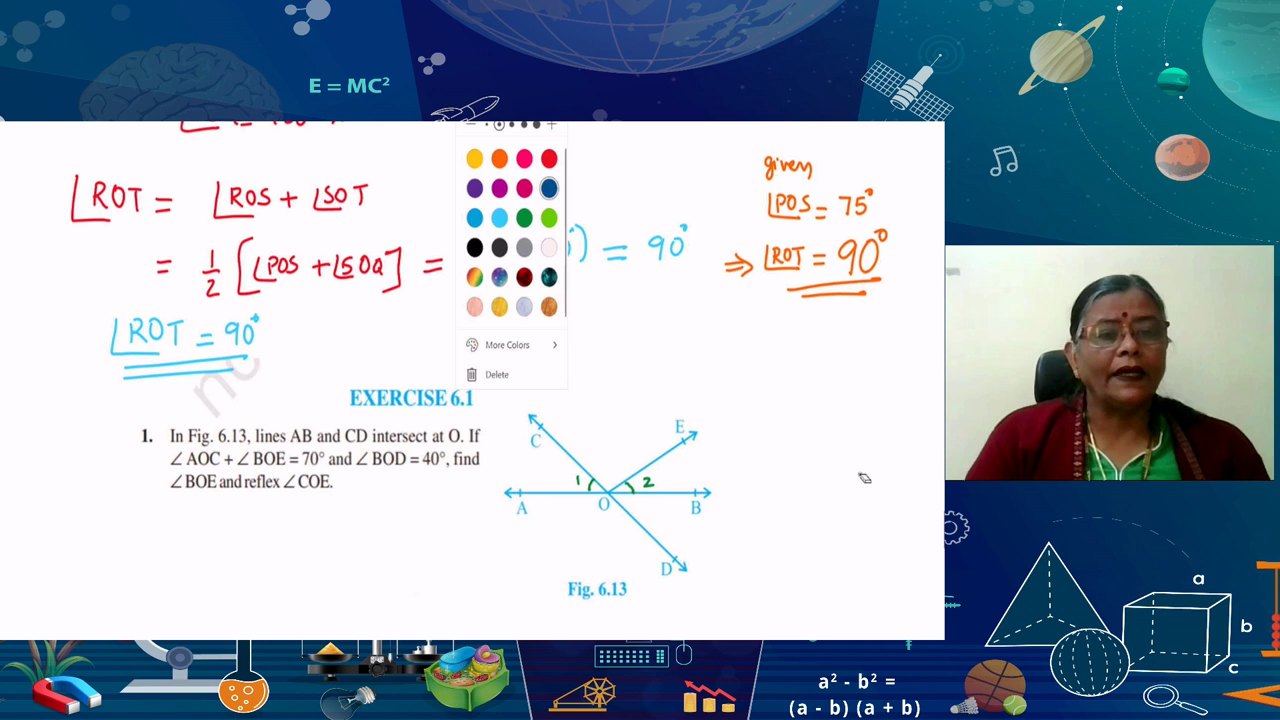 E = MC²
∠ROT = ∠ROS + ∠SOT
= 1/2 [∠POS + ∠SOQ] =
) = 90°
∠ROT = 90°
given
∠POS = 75°
⇒ ∠ROT = 90°
More Colors
Delete
EXERCISE 6.1
1. In Fig. 6.13, lines AB and CD intersect at O. If
∠ AOC + ∠ BOE = 70° and ∠ BOD = 40°, find
∠ BOE and reflex ∠ COE.
C
E
1
2
A
O
B
D
Fig. 6.13
a
b
c
a² - b² =
(a - b) (a + b)